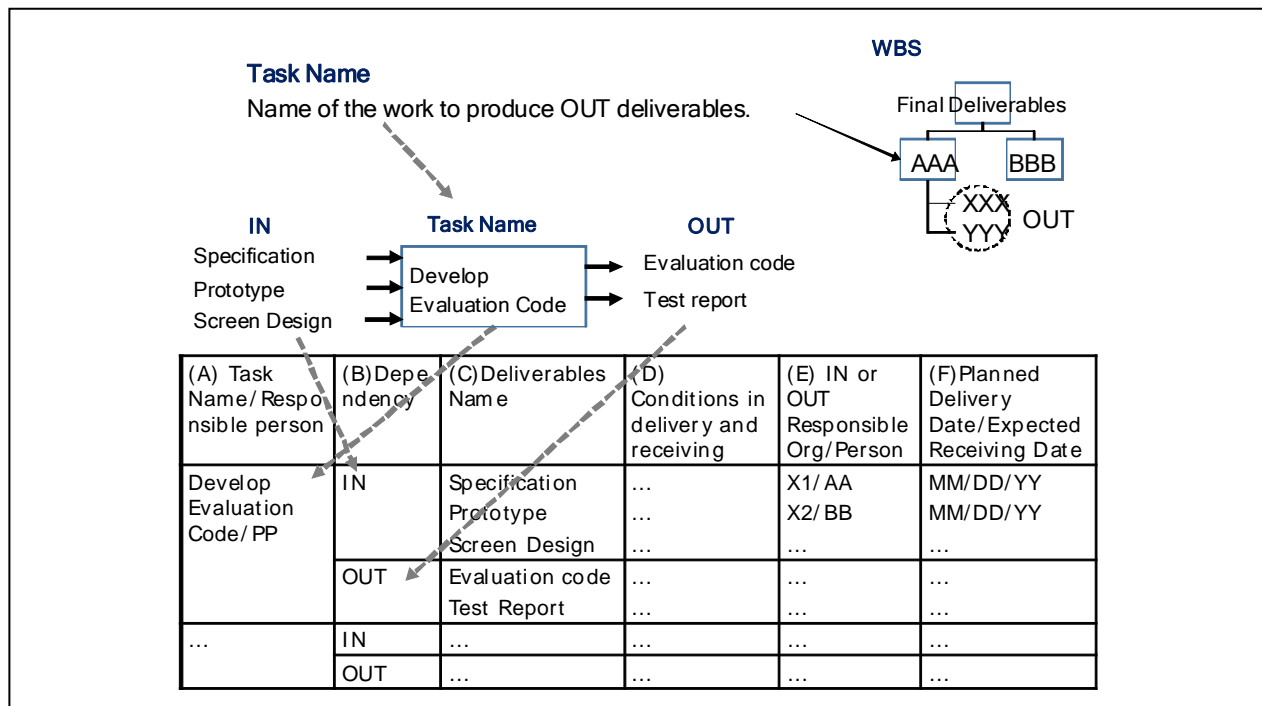 WBS
Task Name
Name of the work to produce OUT deliverables.
Final Deliverables
AAA
BBB
XXX
YYY
OUT
IN
Task Name
OUT
Specification
Prototype
Screen Design
Develop
Evaluation Code
Evaluation code
Test report
(A) Task
Name/Respo
nsible person
(B)Depe
ndency
(C)Deliverables
Name
(D)
Conditions in
delivery and
receiving
(E) IN or
OUT
Responsible
Org/Person
(F)Planned
Delivery
Date/Expected
Receiving Date
Develop
Evaluation
Code/PP
IN
Specification
Prototype
Screen Design
...
...
...
X1/AA
X2/BB
...
MM/DD/YY
MM/DD/YY
...
OUT
Evaluation code
Test Report
...
...
...
...
...
...
...
IN
...
...
...
...
OUT
...
...
...
...